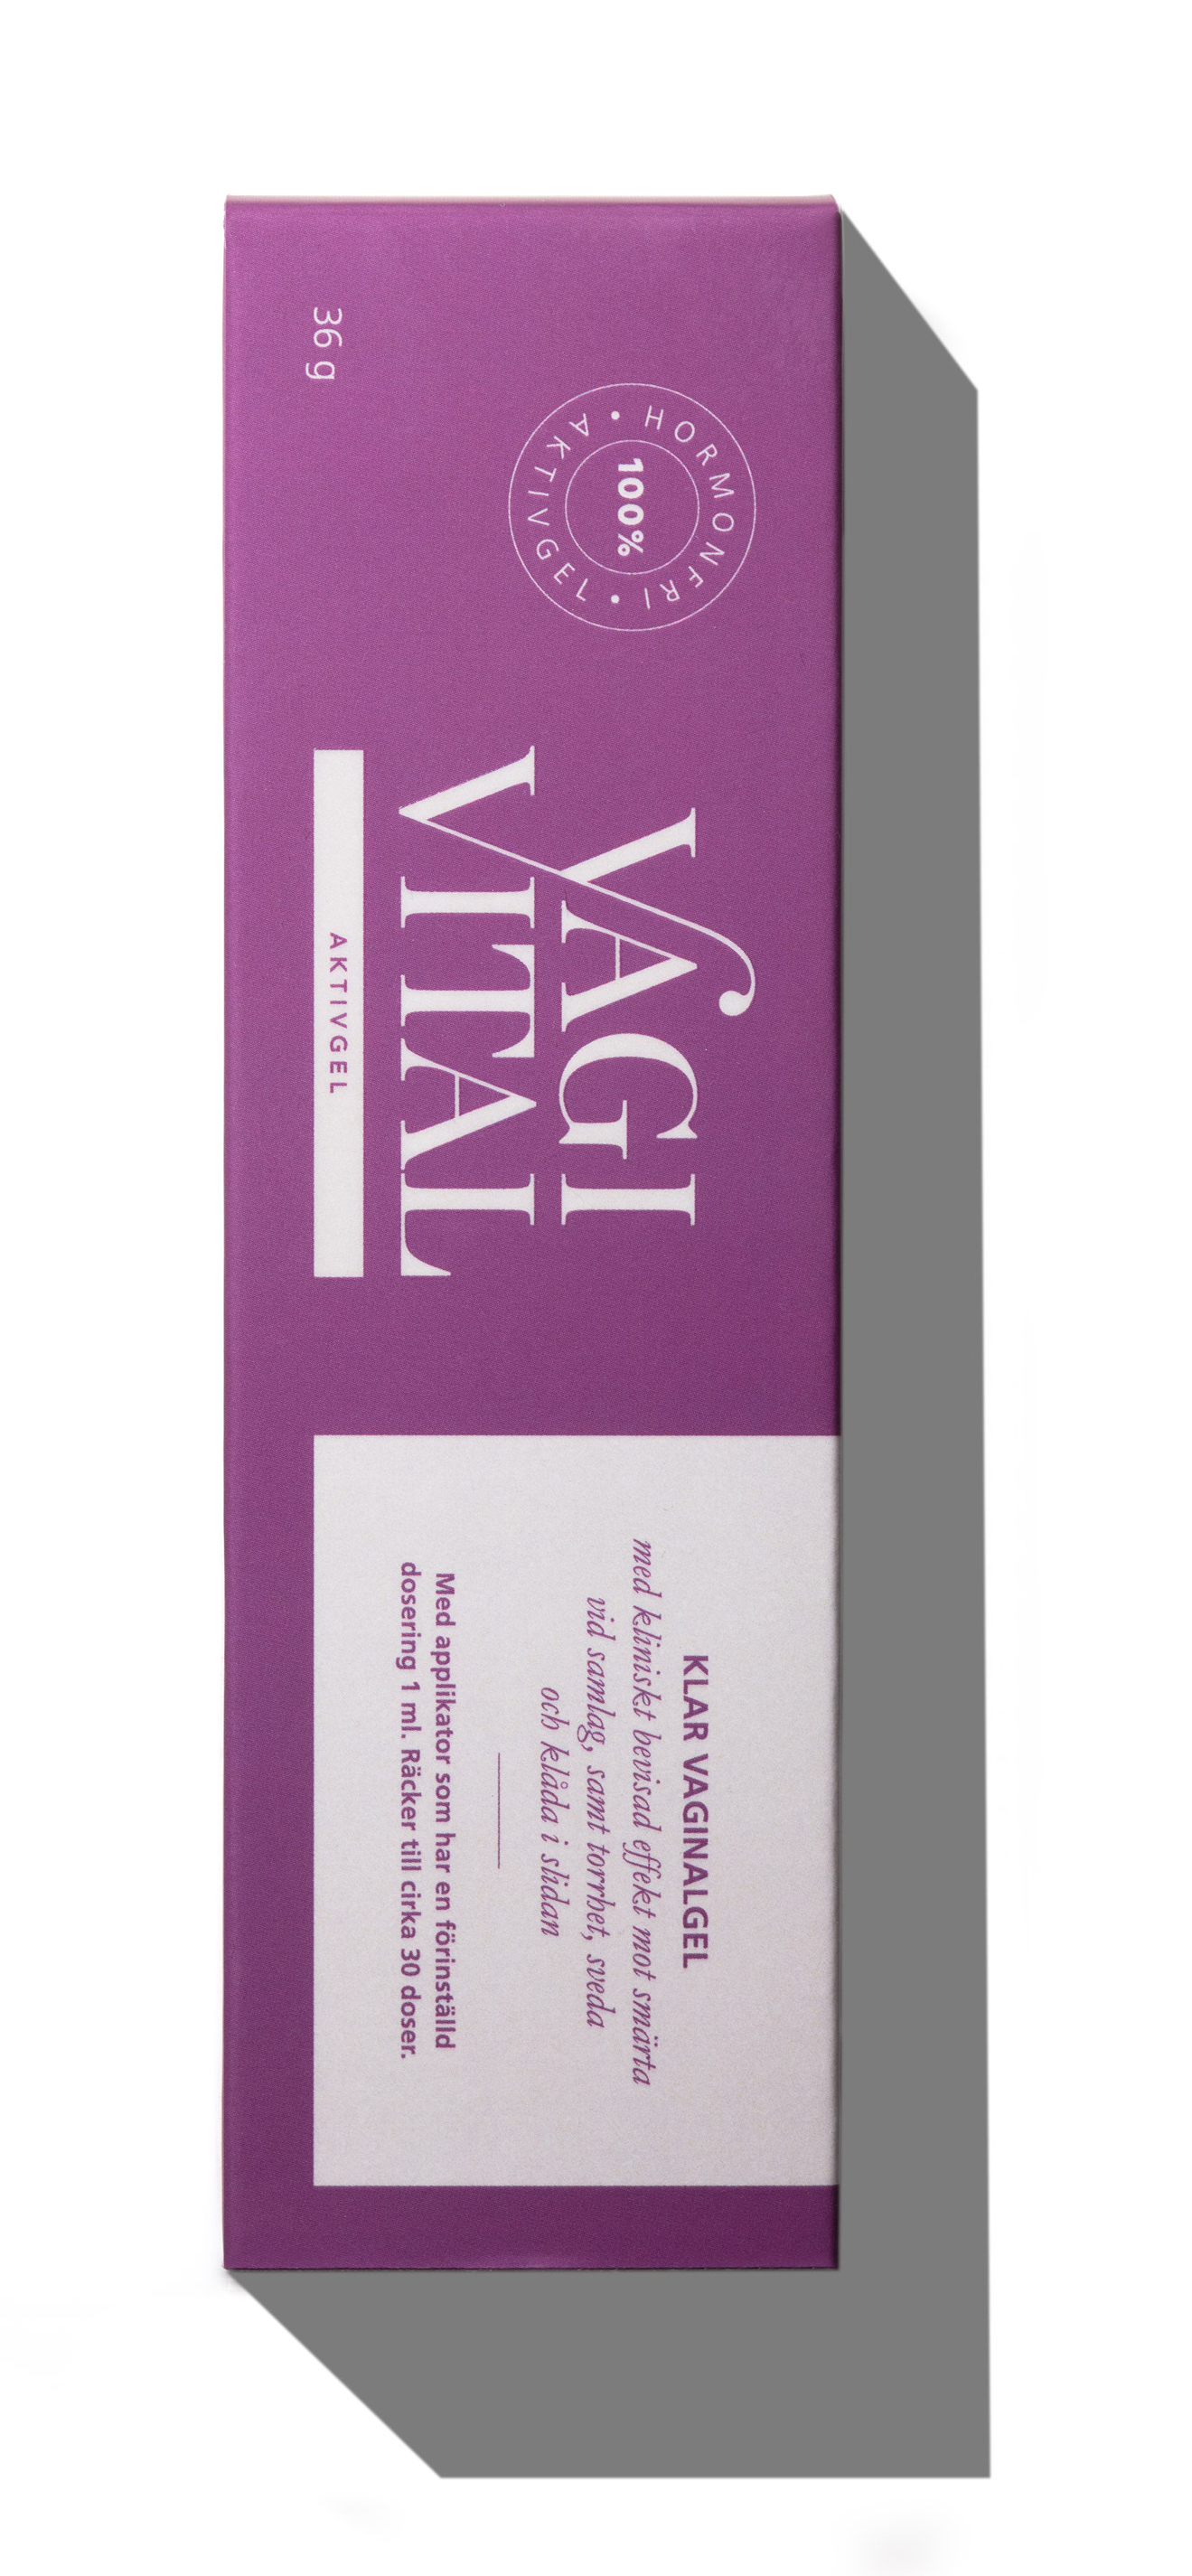 36 g
HORMONFRI • AKTIVGEL •
100%
VAGI
VITAL
AKTIVGEL
KLAR VAGINALGEL
med kliniskt bevisad effekt mot smärta
vid samlag, samt torrhet, sveda
och klåda i slidan
Med applikator som har en förinställd
dosering 1 ml. Räcker till cirka 30 doser.